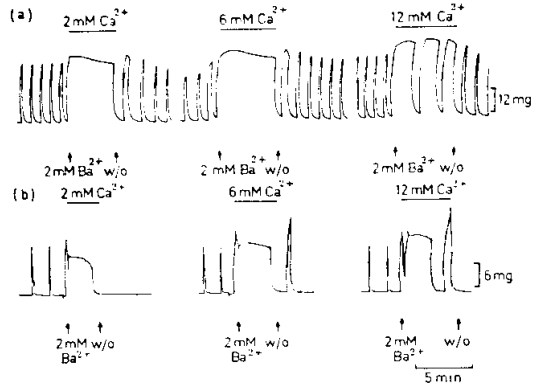 (a)
2 mM Ca²⁺
6 mM Ca²⁺
12 mM Ca²⁺
12 mg
2 mM Ba²⁺ w/o
2 mM Ba²⁺ w/o
2 mM Ba²⁺ w/o
(b)
2 mM Ca²⁺
6 mM Ca²⁺
12 mM Ca²⁺
6 mg
2 mM w/o
Ba²⁺
2 mM w/o
Ba²⁺
2 mM w/o
Ba²⁺
5 min